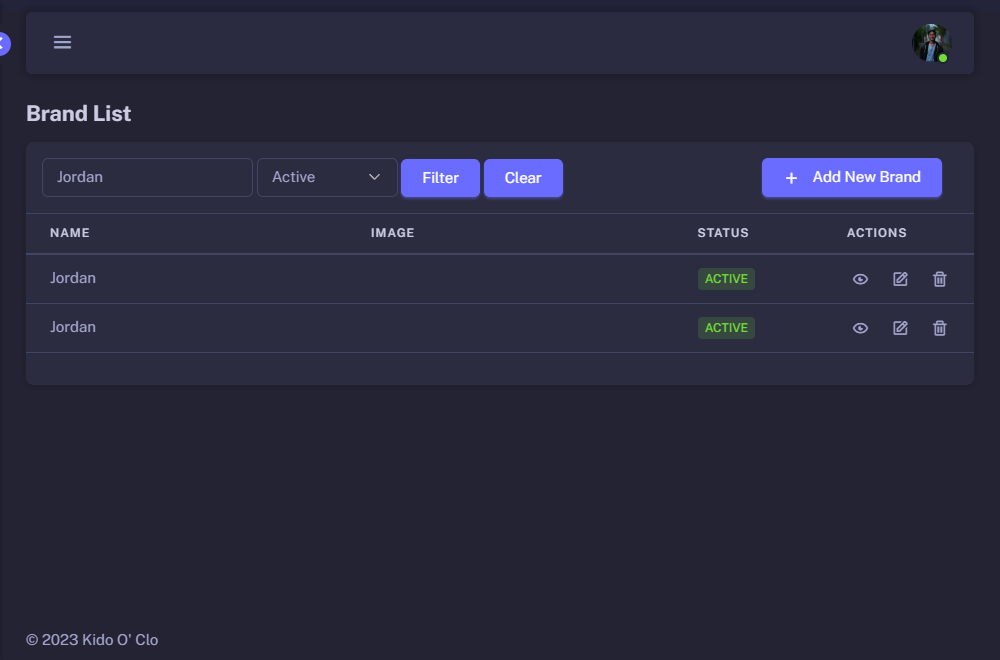 Brand List
Jordan Active Filter Clear + Add New Brand
NAME IMAGE STATUS ACTIONS
Jordan ACTIVE
Jordan ACTIVE
© 2023 Kido O' Clo